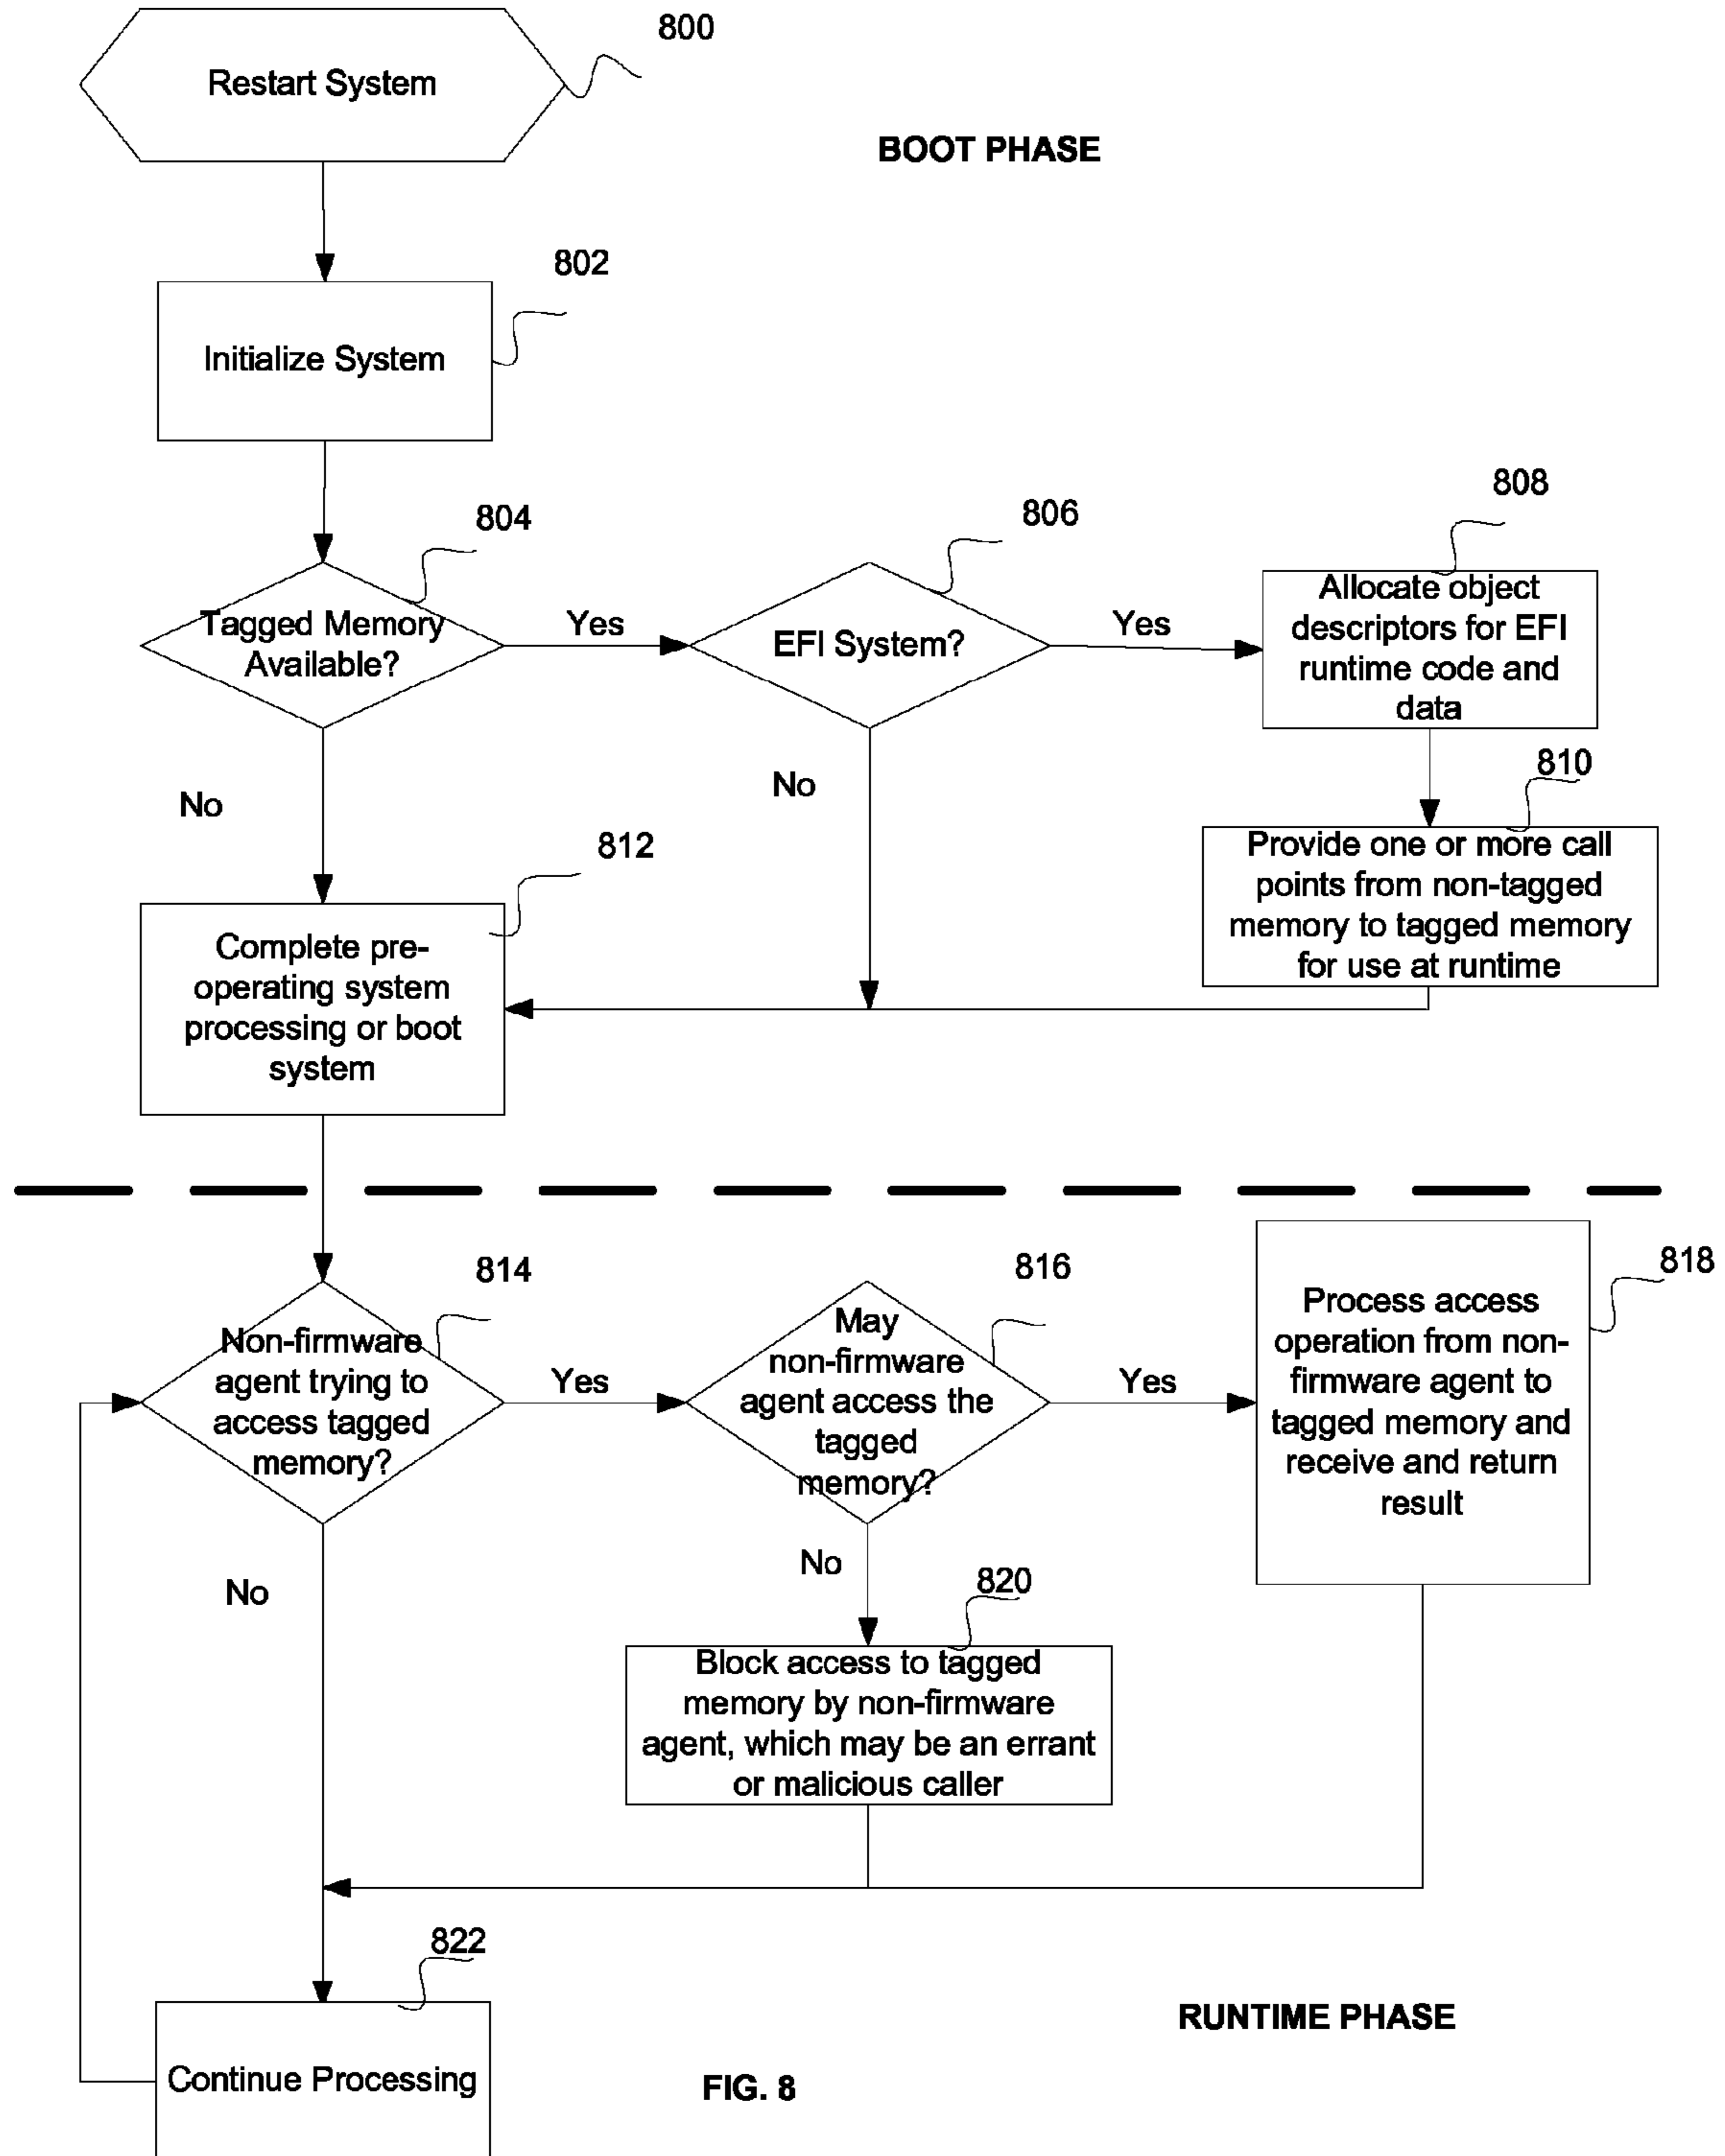 800
Restart System
BOOT PHASE
802
Initialize System
804
806
808
Tagged Memory
Available?
Yes
EFI System?
Yes
Allocate object
descriptors for EFI
runtime code and
data
No
No
810
Provide one or more call
points from non-tagged
memory to tagged memory
for use at runtime
812
Complete pre-
operating system
processing or boot
system
814
816
818
Non-firmware
agent trying to
access tagged
memory?
Yes
May
non-firmware
agent access the
tagged
memory?
Yes
Process access
operation from non-
firmware agent to
tagged memory and
receive and return
result
No
No
820
Block access to tagged
memory by non-firmware
agent, which may be an errant
or malicious caller
822
Continue Processing
RUNTIME PHASE
FIG. 8